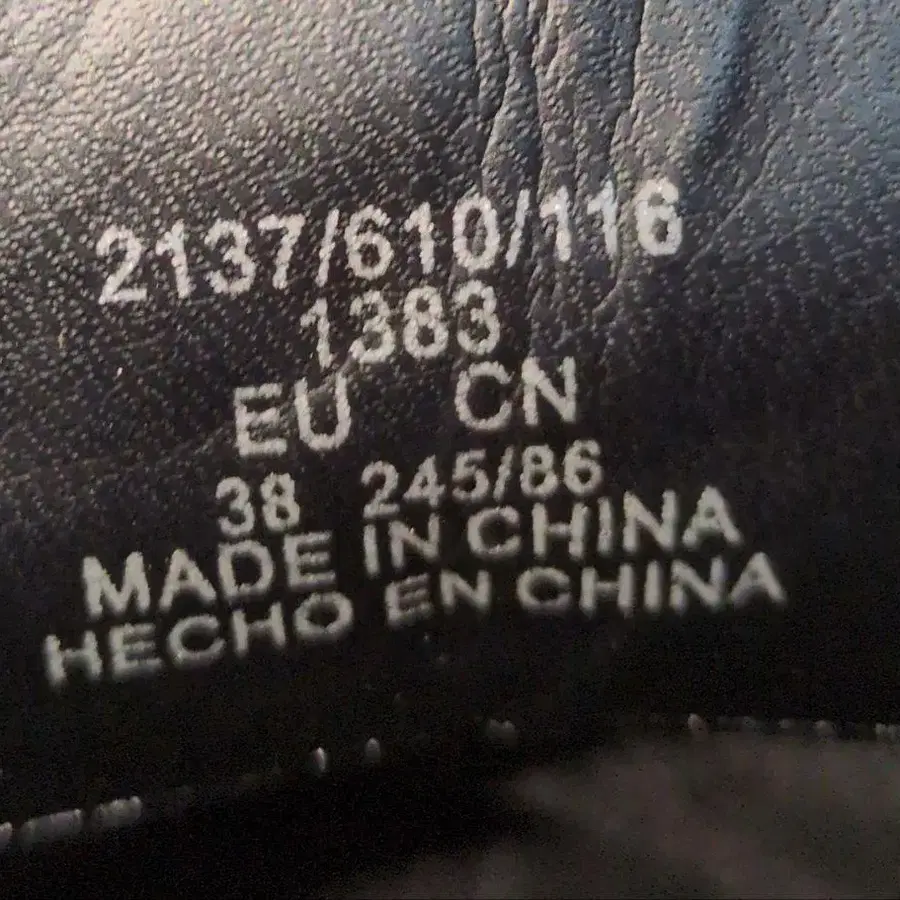 2137/610/116
1383
EU CN
38 245/86
MADE IN CHINA
HECHO EN CHINA